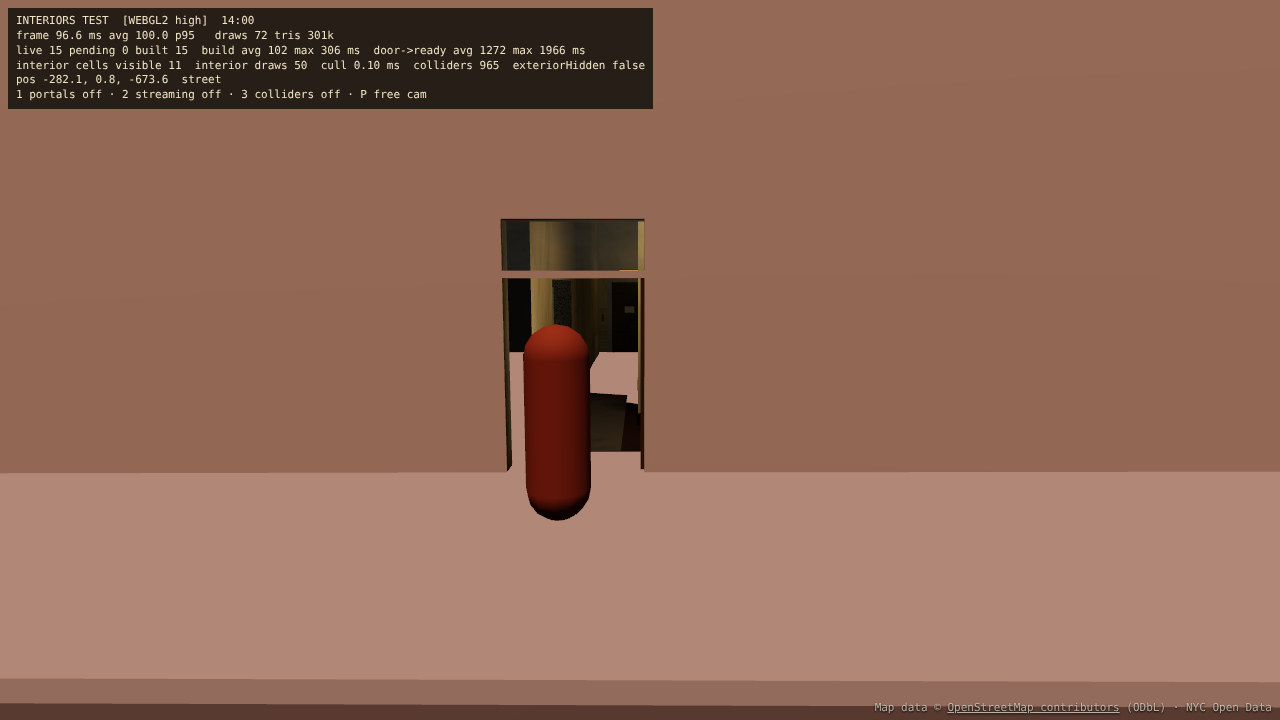 INTERIORS TEST  [WEBGL2 high]  14:00
frame 96.6 ms avg 100.0 p95   draws 72 tris 301k
live 15 pending 0 built 15  build avg 102 max 306 ms  door->ready avg 1272 max 1966 ms
interior cells visible 11  interior draws 50  cull 0.10 ms  colliders 965  exteriorHidden false
pos -282.1, 0.8, -673.6  street
1 portals off · 2 streaming off · 3 colliders off · P free cam
Map data © OpenStreetMap contributors (ODbL) · NYC Open Data